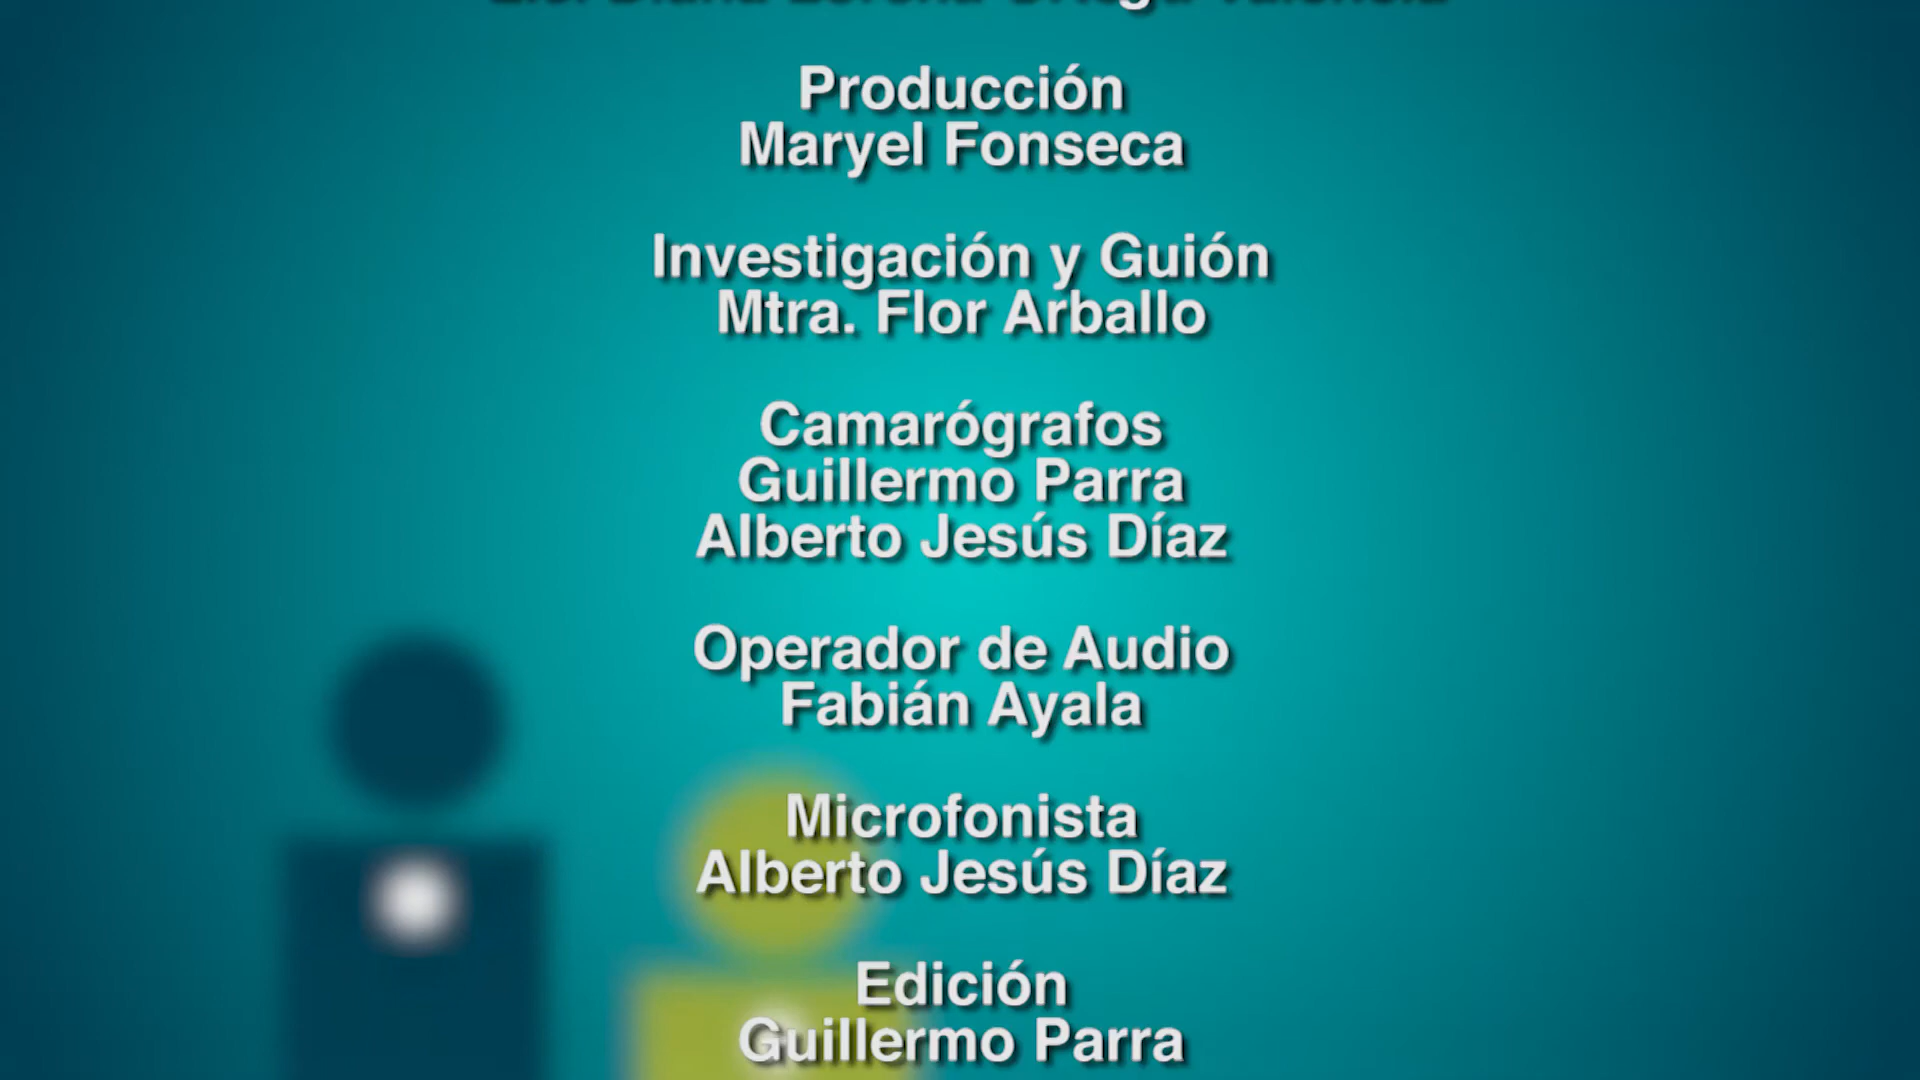 Producción
Maryel Fonseca
Investigación y Guión
Mtra. Flor Arballo
Camarógrafos
Guillermo Parra
Alberto Jesús Díaz
Operador de Audio
Fabián Ayala
Microfonista
Alberto Jesús Díaz
Edición
Guillermo Parra